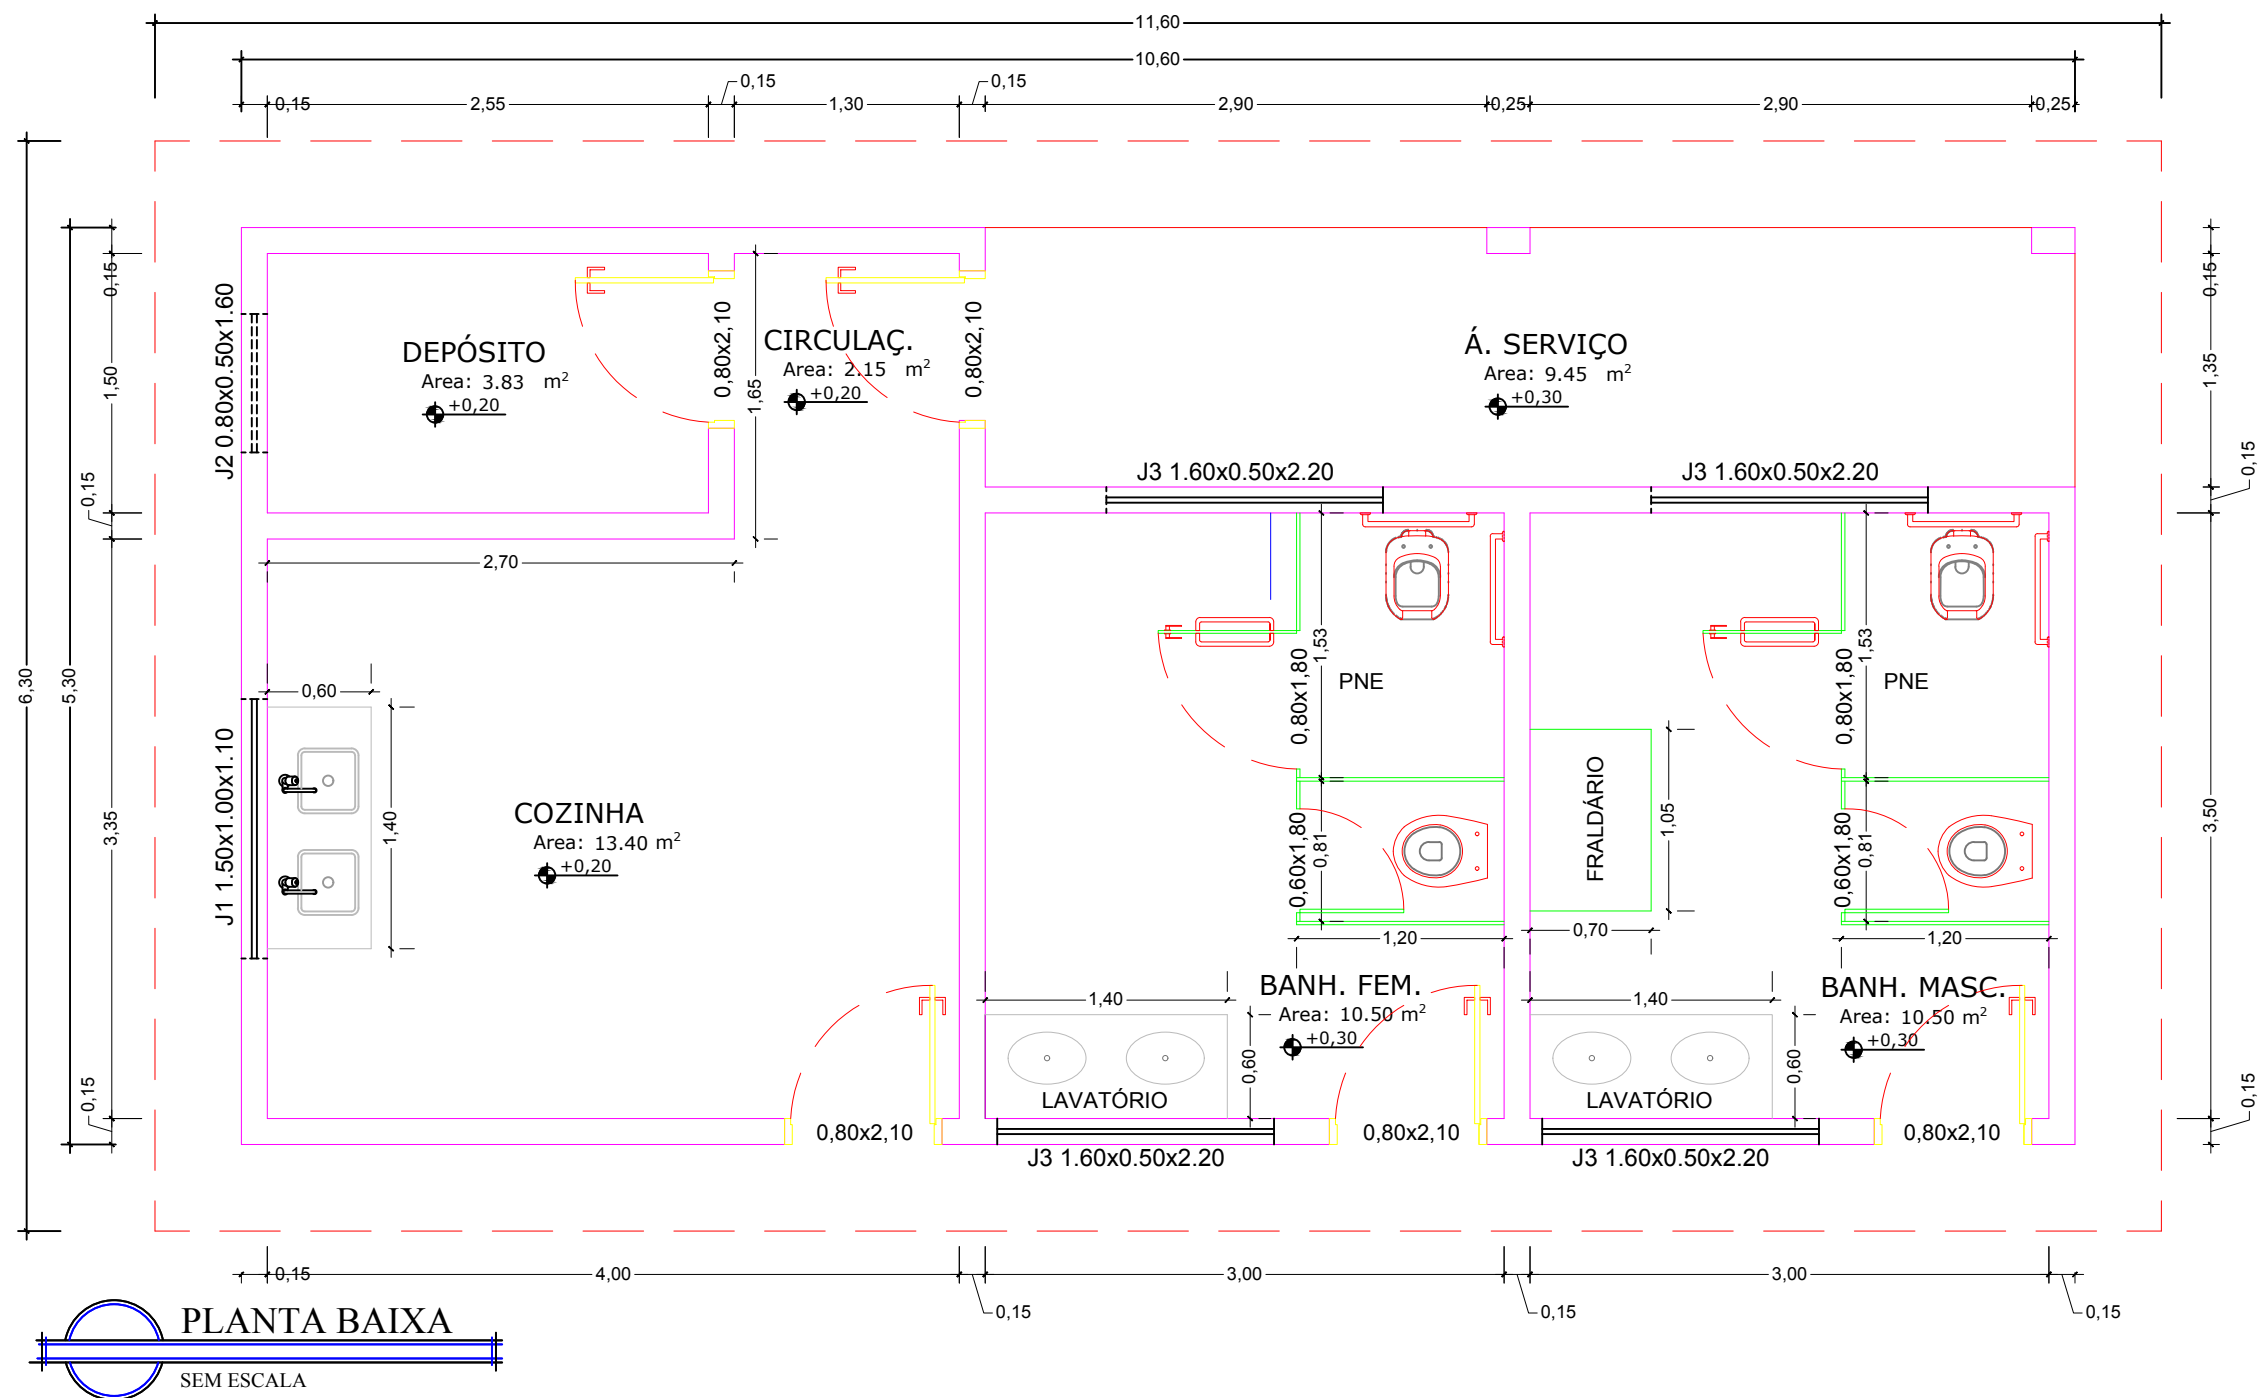 11,60
10,60
0,15
0,15
0,15
2,55
1,30
2,90
0,25
2,90
0,25
0,15
0,15
J2 0.80x0.50x1.60
0,80x2,10
0,80x2,10
CIRCULAÇ.
Area: 2.15 m²
+0,20
DEPÓSITO
Area: 3.83 m²
+0,20
Á. SERVIÇO
Area: 9.45 m²
+0,30
1,50
1,65
1,35
J3 1.60x0.50x2.20
J3 1.60x0.50x2.20
0,15
0,15
2,70
6,30
5,30
0,60
1,53
PNE
0,80x1,80
1,53
PNE
0,80x1,80
J1 1.50x1.00x1.10
3,35
1,40
COZINHA
Area: 13.40 m²
+0,20
0,60x1,80
0,81
FRALDÁRIO
1,05
0,60x1,80
0,81
3,50
1,20
0,70
1,20
1,40
BANH. FEM.
Area: 10.50 m²
+0,30
1,40
BANH. MASC.
Area: 10.50 m²
+0,30
0,60
0,60
0,15
0,15
LAVATÓRIO
LAVATÓRIO
0,80x2,10
0,80x2,10
0,80x2,10
J3 1.60x0.50x2.20
J3 1.60x0.50x2.20
0,15
4,00
3,00
3,00
0,15
0,15
0,15
PLANTA BAIXA
SEM ESCALA